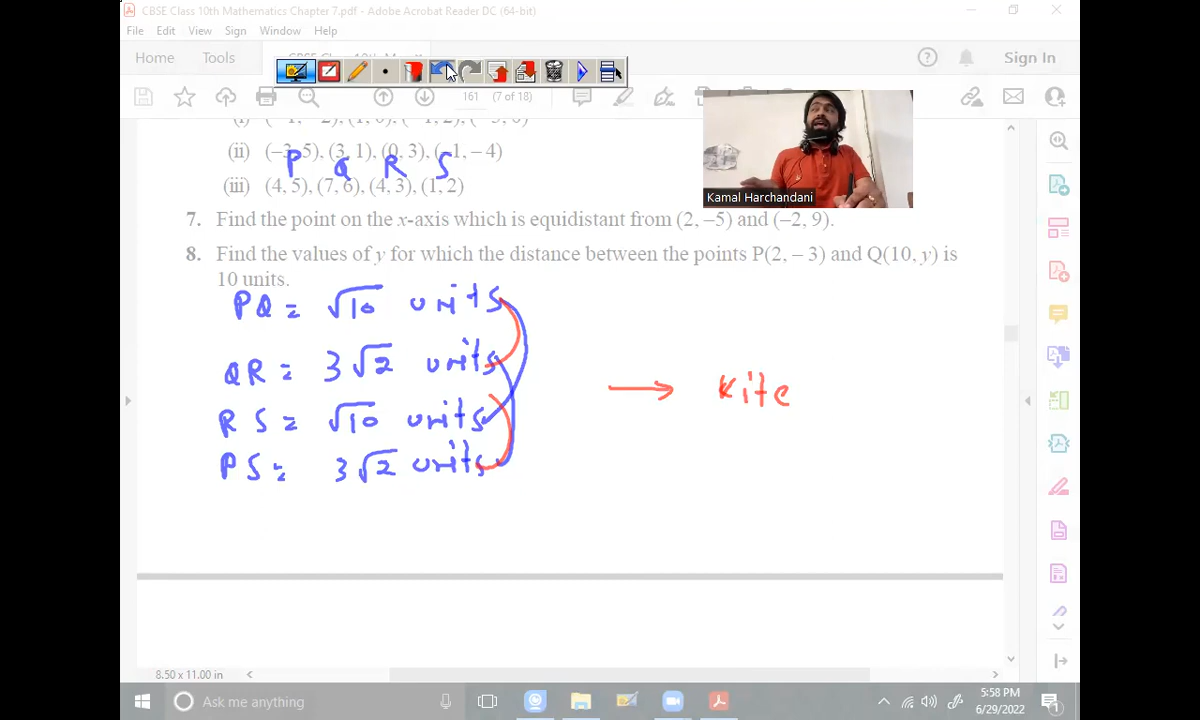 CBSE Class 10th Mathematics Chapter 7.pdf - Adobe Acrobat Reader DC (64-bit)
File Edit View Sign Window Help
Home Tools Sign In
161 (7 of 18)
(ii) (−3, 5), (3, 1), (0, 3), (−1, − 4)
P Q R S
(iii) (4, 5), (7, 6), (4, 3), (1, 2)
Kamal Harchandani
7. Find the point on the x-axis which is equidistant from (2, −5) and (−2, 9).
8. Find the values of y for which the distance between the points P(2, − 3) and Q(10, y) is
10 units.
PQ = √10 units
QR = 3√2 units
→ Kite
RS = √10 units
PS = 3√2 units
8.50 x 11.00 in
Ask me anything
5:58 PM
6/29/2022
1